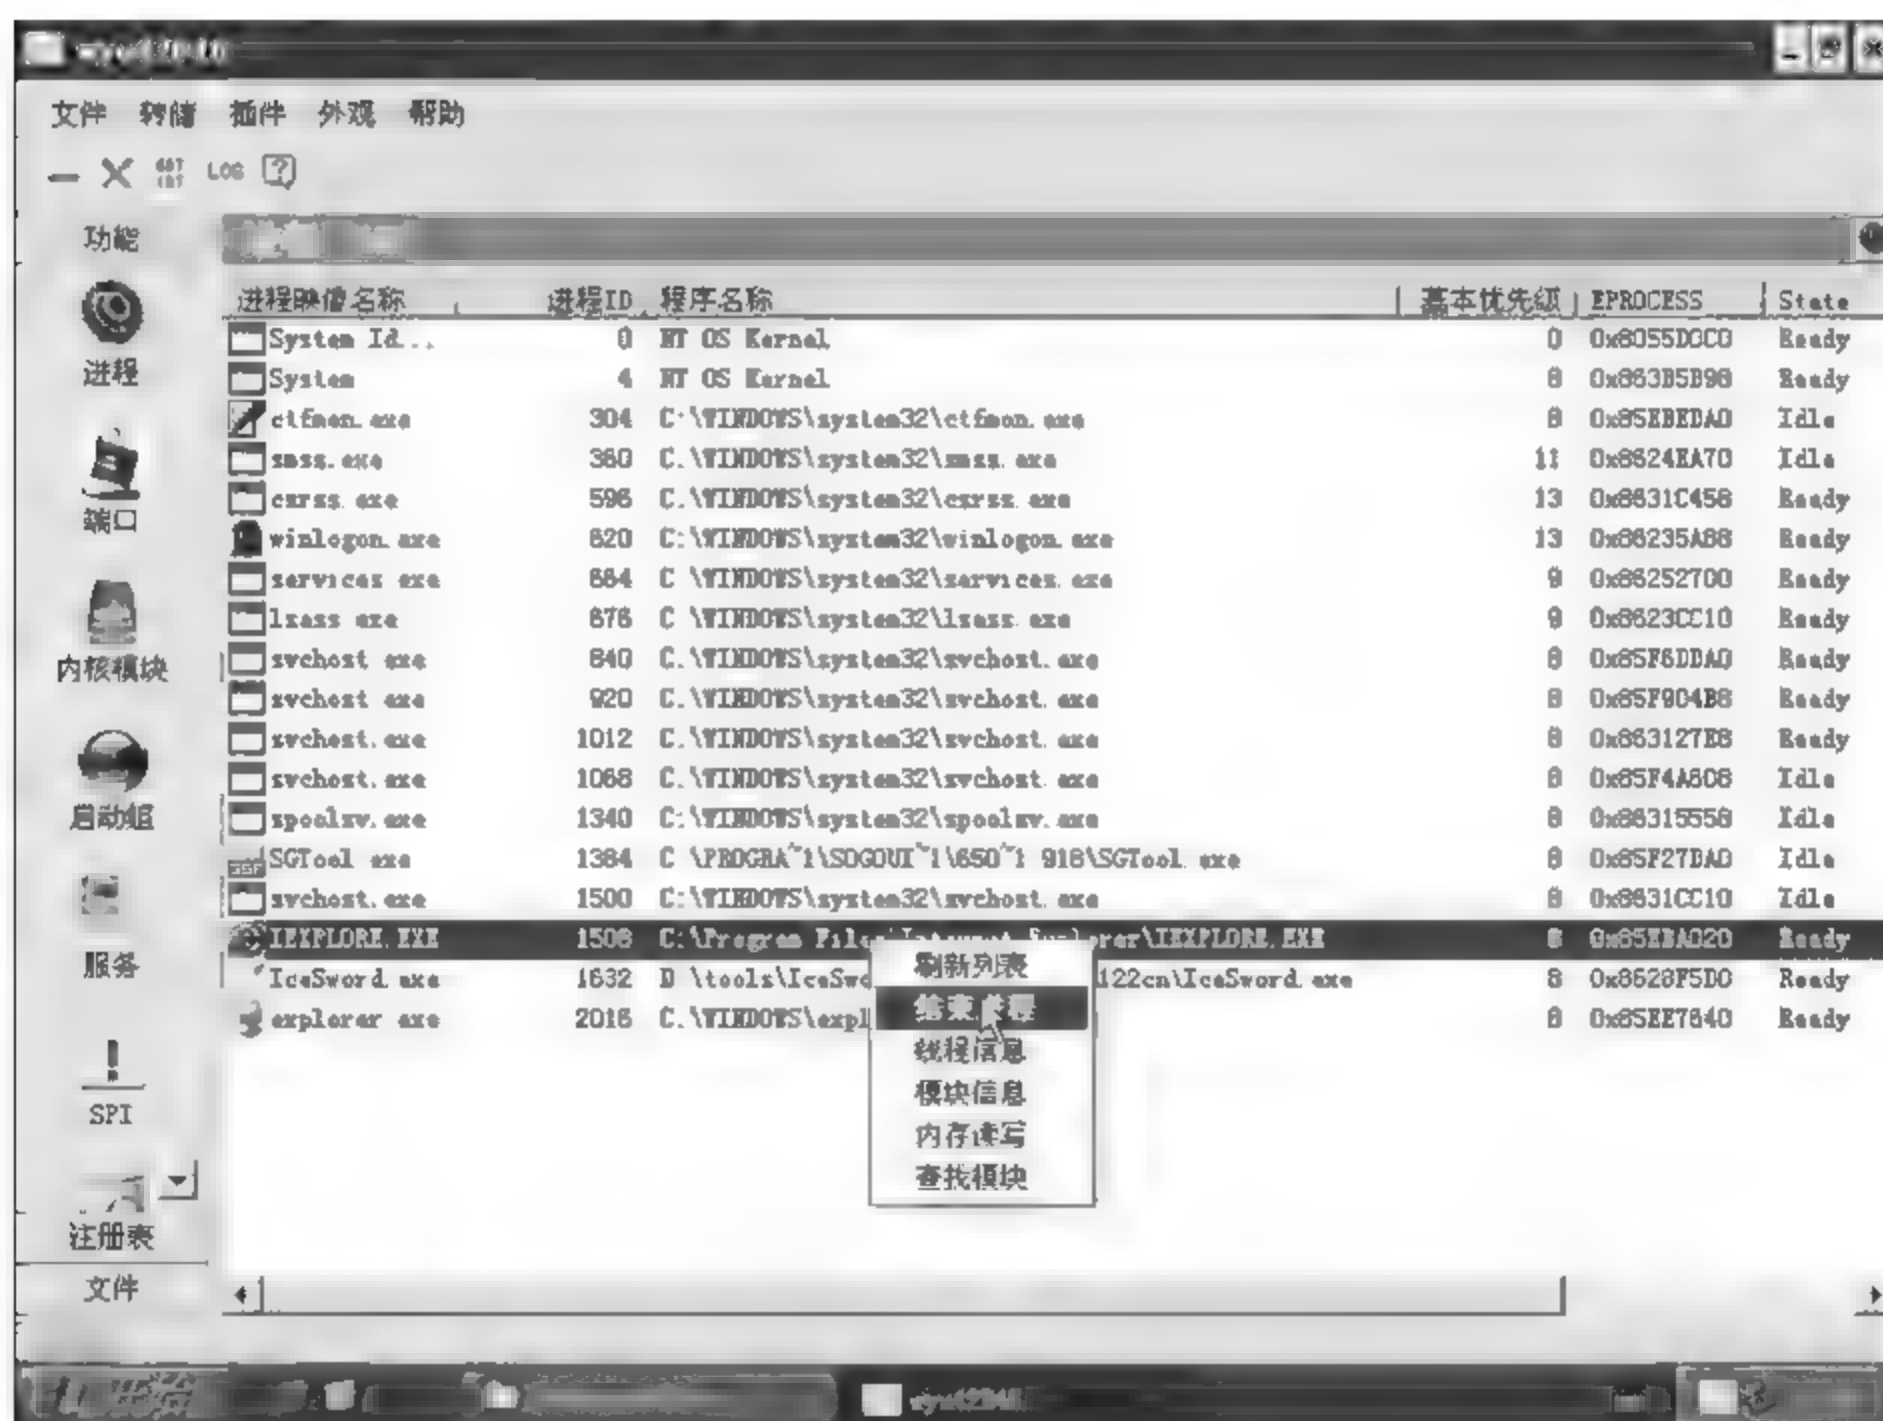 文件 转储 插件 外观 帮助
LOG
功能
进程
端口
内核模块
启动组
服务
SPI
注册表
文件
进程映像名称 进程ID 程序名称 基本优先级 EPROCESS State
System Id... 0 NT OS Kernel 0 0x8055D0C0 Ready
System 4 NT OS Kernel 8 0x863B5B98 Ready
ctfmon.exe 304 C:\WINDOWS\system32\ctfmon.exe 8 0x85EBEDA0 Idle
smss.exe 360 C:\WINDOWS\system32\smss.exe 11 0x8624EA70 Idle
csrss.exe 596 C:\WINDOWS\system32\csrss.exe 13 0x8631C458 Ready
winlogon.exe 620 C:\WINDOWS\system32\winlogon.exe 13 0x86235A88 Ready
services.exe 664 C:\WINDOWS\system32\services.exe 9 0x86252700 Ready
lsass.exe 676 C:\WINDOWS\system32\lsass.exe 9 0x8623CC10 Ready
svchost.exe 840 C:\WINDOWS\system32\svchost.exe 8 0x85F6DDA0 Ready
svchost.exe 920 C:\WINDOWS\system32\svchost.exe 8 0x85F904B8 Ready
svchost.exe 1012 C:\WINDOWS\system32\svchost.exe 8 0x863127E8 Ready
svchost.exe 1068 C:\WINDOWS\system32\svchost.exe 8 0x85F4A608 Idle
spoolsv.exe 1340 C:\WINDOWS\system32\spoolsv.exe 8 0x86315558 Idle
SGTool.exe 1384 C:\PROGRA~1\SOGOUI~1\650~1.918\SGTool.exe 8 0x85F27BA0 Idle
svchost.exe 1500 C:\WINDOWS\system32\svchost.exe 8 0x8631CC10 Idle
IEXPLORE.EXE 1508 C:\Program Files\Internet Explorer\IEXPLORE.EXE 8 0x85EBA020 Ready
IceSword.exe 1632 D:\tools\IceSwo 122cn\IceSword.exe 8 0x8628F5D0 Ready
explorer.exe 2016 C:\WINDOWS\expl 8 0x85EE7640 Ready
刷新列表
结束进程
线程信息
模块信息
内存读写
查找模块